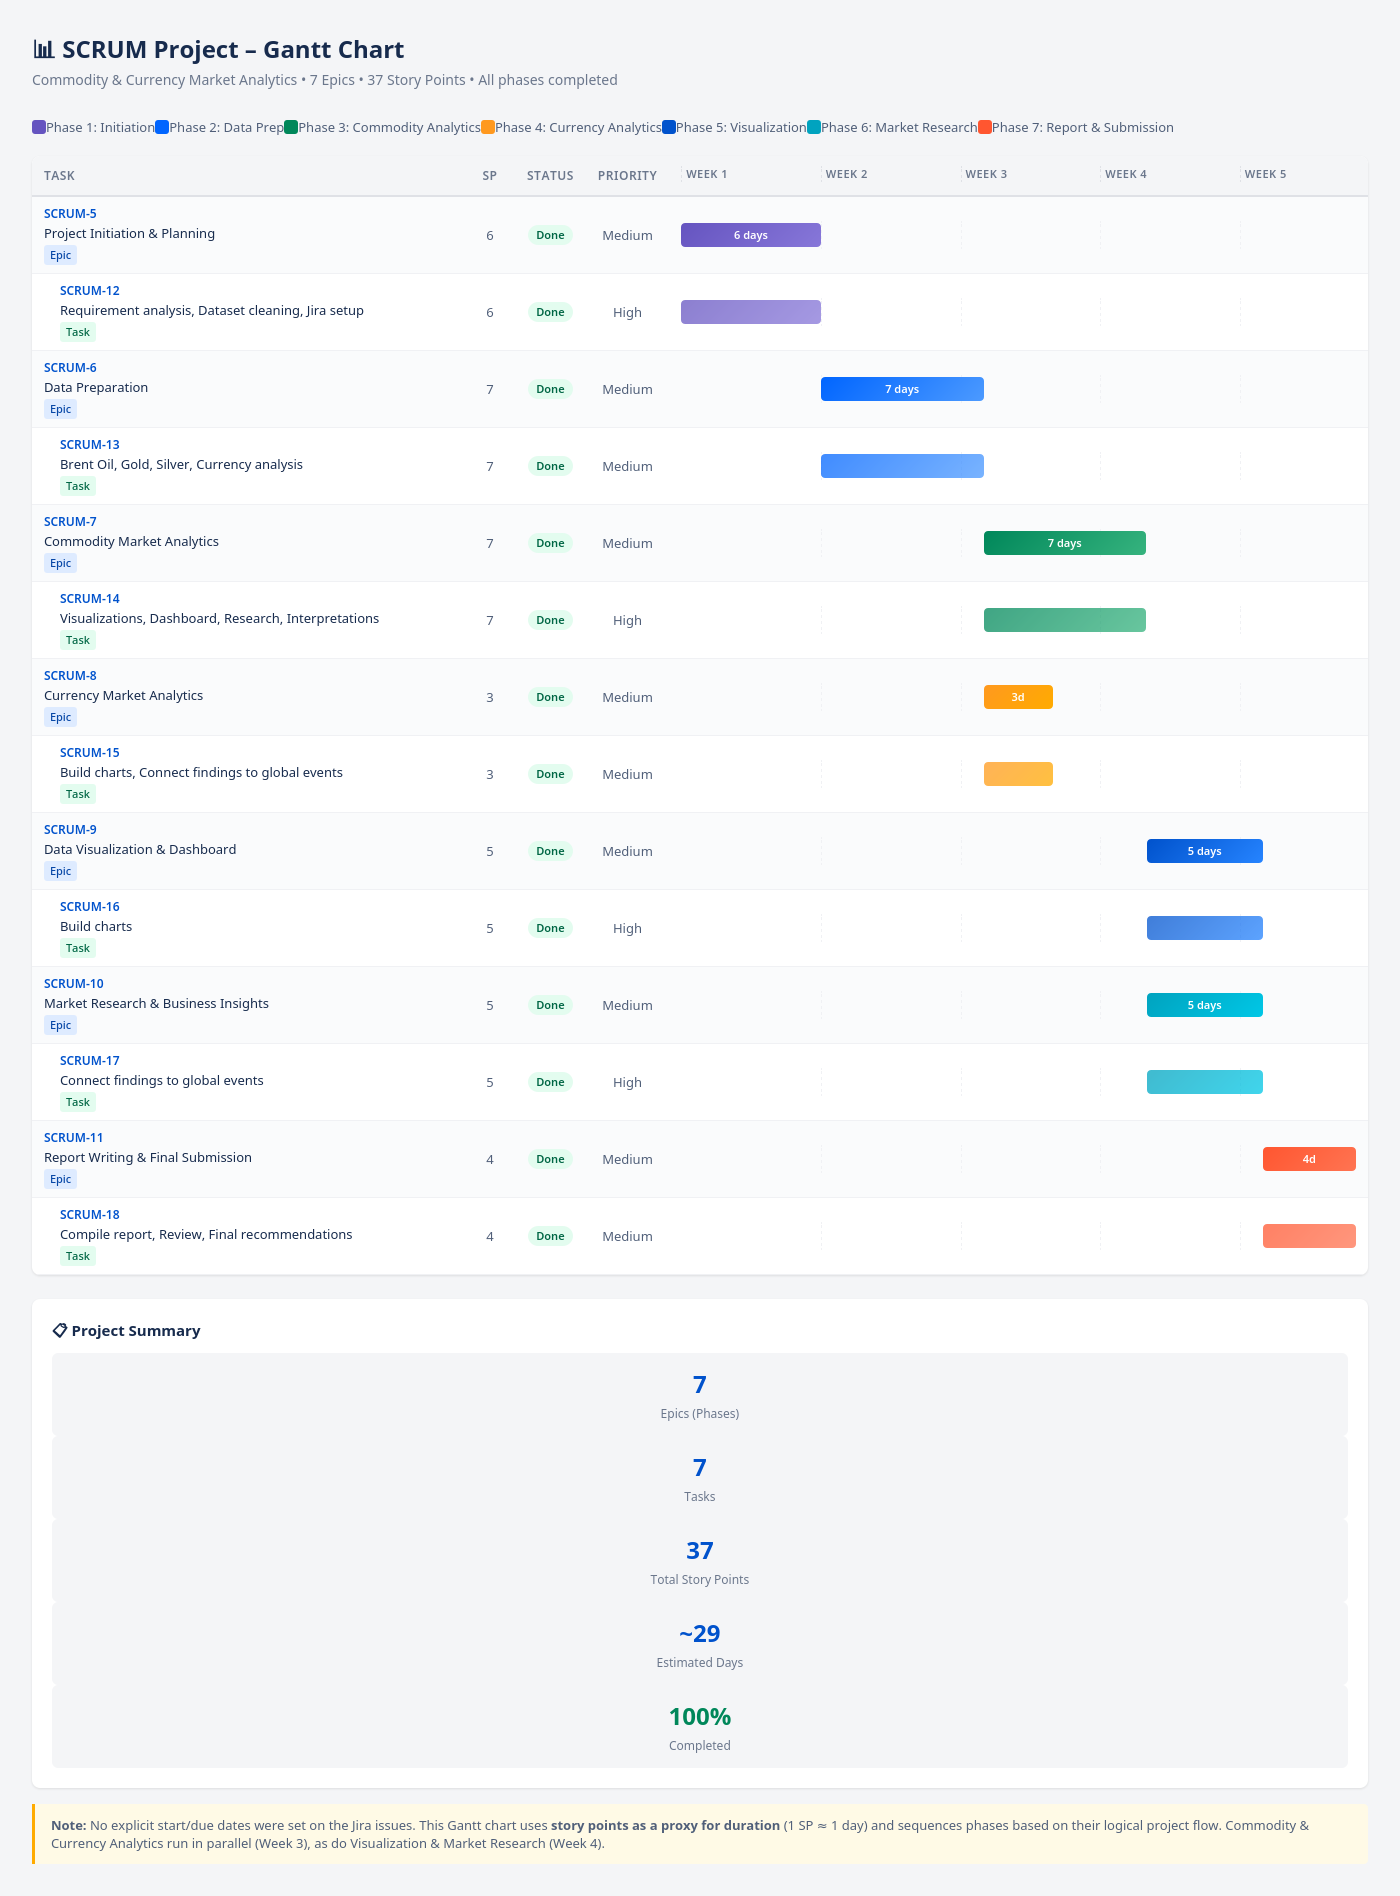 📊 SCRUM Project – Gantt Chart
Commodity & Currency Market Analytics • 7 Epics • 37 Story Points • All phases completed
Phase 1: Initiation Phase 2: Data Prep Phase 3: Commodity Analytics Phase 4: Currency Analytics Phase 5: Visualization Phase 6: Market Research Phase 7: Report & Submission
TASK SP STATUS PRIORITY WEEK 1 WEEK 2 WEEK 3 WEEK 4 WEEK 5
SCRUM-5
Project Initiation & Planning
Epic
6 Done Medium 6 days
SCRUM-12
Requirement analysis, Dataset cleaning, Jira setup
Task
6 Done High
SCRUM-6
Data Preparation
Epic
7 Done Medium 7 days
SCRUM-13
Brent Oil, Gold, Silver, Currency analysis
Task
7 Done Medium
SCRUM-7
Commodity Market Analytics
Epic
7 Done Medium 7 days
SCRUM-14
Visualizations, Dashboard, Research, Interpretations
Task
7 Done High
SCRUM-8
Currency Market Analytics
Epic
3 Done Medium 3d
SCRUM-15
Build charts, Connect findings to global events
Task
3 Done Medium
SCRUM-9
Data Visualization & Dashboard
Epic
5 Done Medium 5 days
SCRUM-16
Build charts
Task
5 Done High
SCRUM-10
Market Research & Business Insights
Epic
5 Done Medium 5 days
SCRUM-17
Connect findings to global events
Task
5 Done High
SCRUM-11
Report Writing & Final Submission
Epic
4 Done Medium 4d
SCRUM-18
Compile report, Review, Final recommendations
Task
4 Done Medium
📋 Project Summary
7
Epics (Phases)
7
Tasks
37
Total Story Points
~29
Estimated Days
100%
Completed
Note: No explicit start/due dates were set on the Jira issues. This Gantt chart uses story points as a proxy for duration (1 SP ≈ 1 day) and sequences phases based on their logical project flow. Commodity &
Currency Analytics run in parallel (Week 3), as do Visualization & Market Research (Week 4).